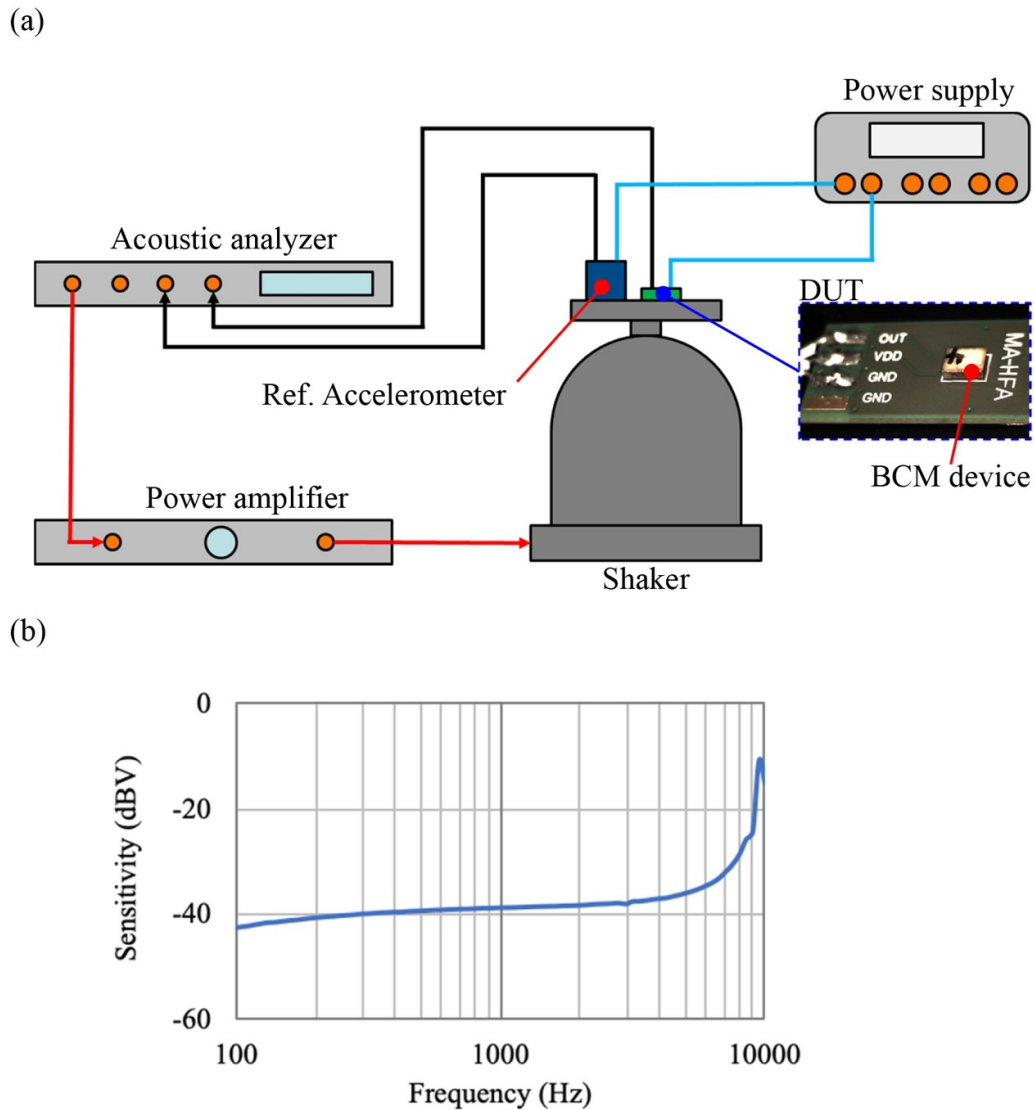 (a)
Power supply
Acoustic analyzer
DUT
OUT
VDD
GND
GND
MA-HFA
Ref. Accelerometer
BCM device
Power amplifier
Shaker
(b)
0
-20
-40
-60
Sensitivity (dBV)
100
1000
10000
Frequency (Hz)